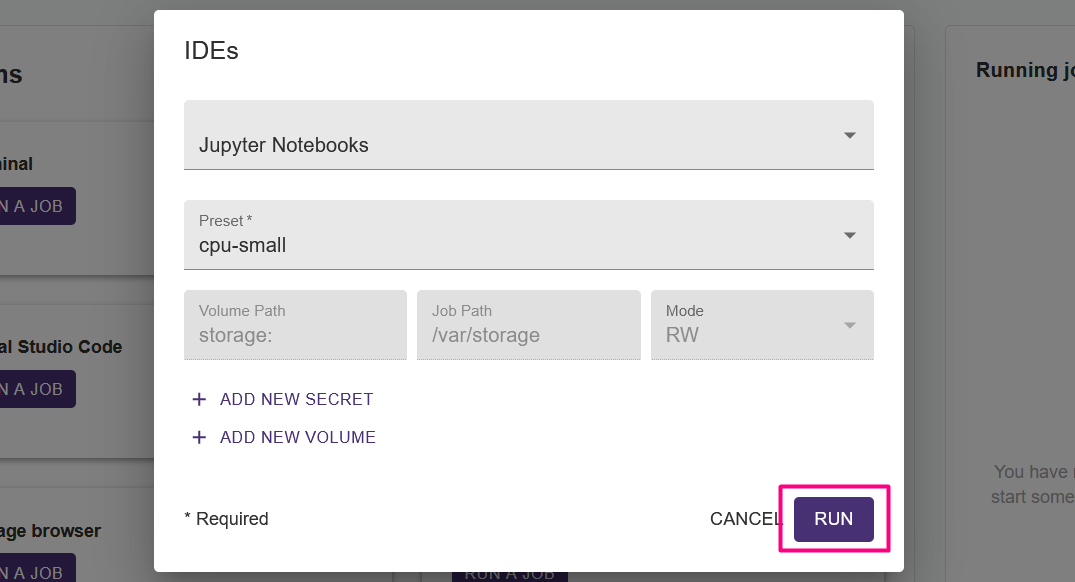 IDEs
Jupyter Notebooks
Preset *
cpu-small
Volume Path
storage:
Job Path
/var/storage
Mode
RW
+ ADD NEW SECRET
+ ADD NEW VOLUME
* Required
CANCEL
RUN
N A JOB
al Studio Code
N A JOB
age browser
N A JOB
RUN A JOB
Running jo
You have
start some